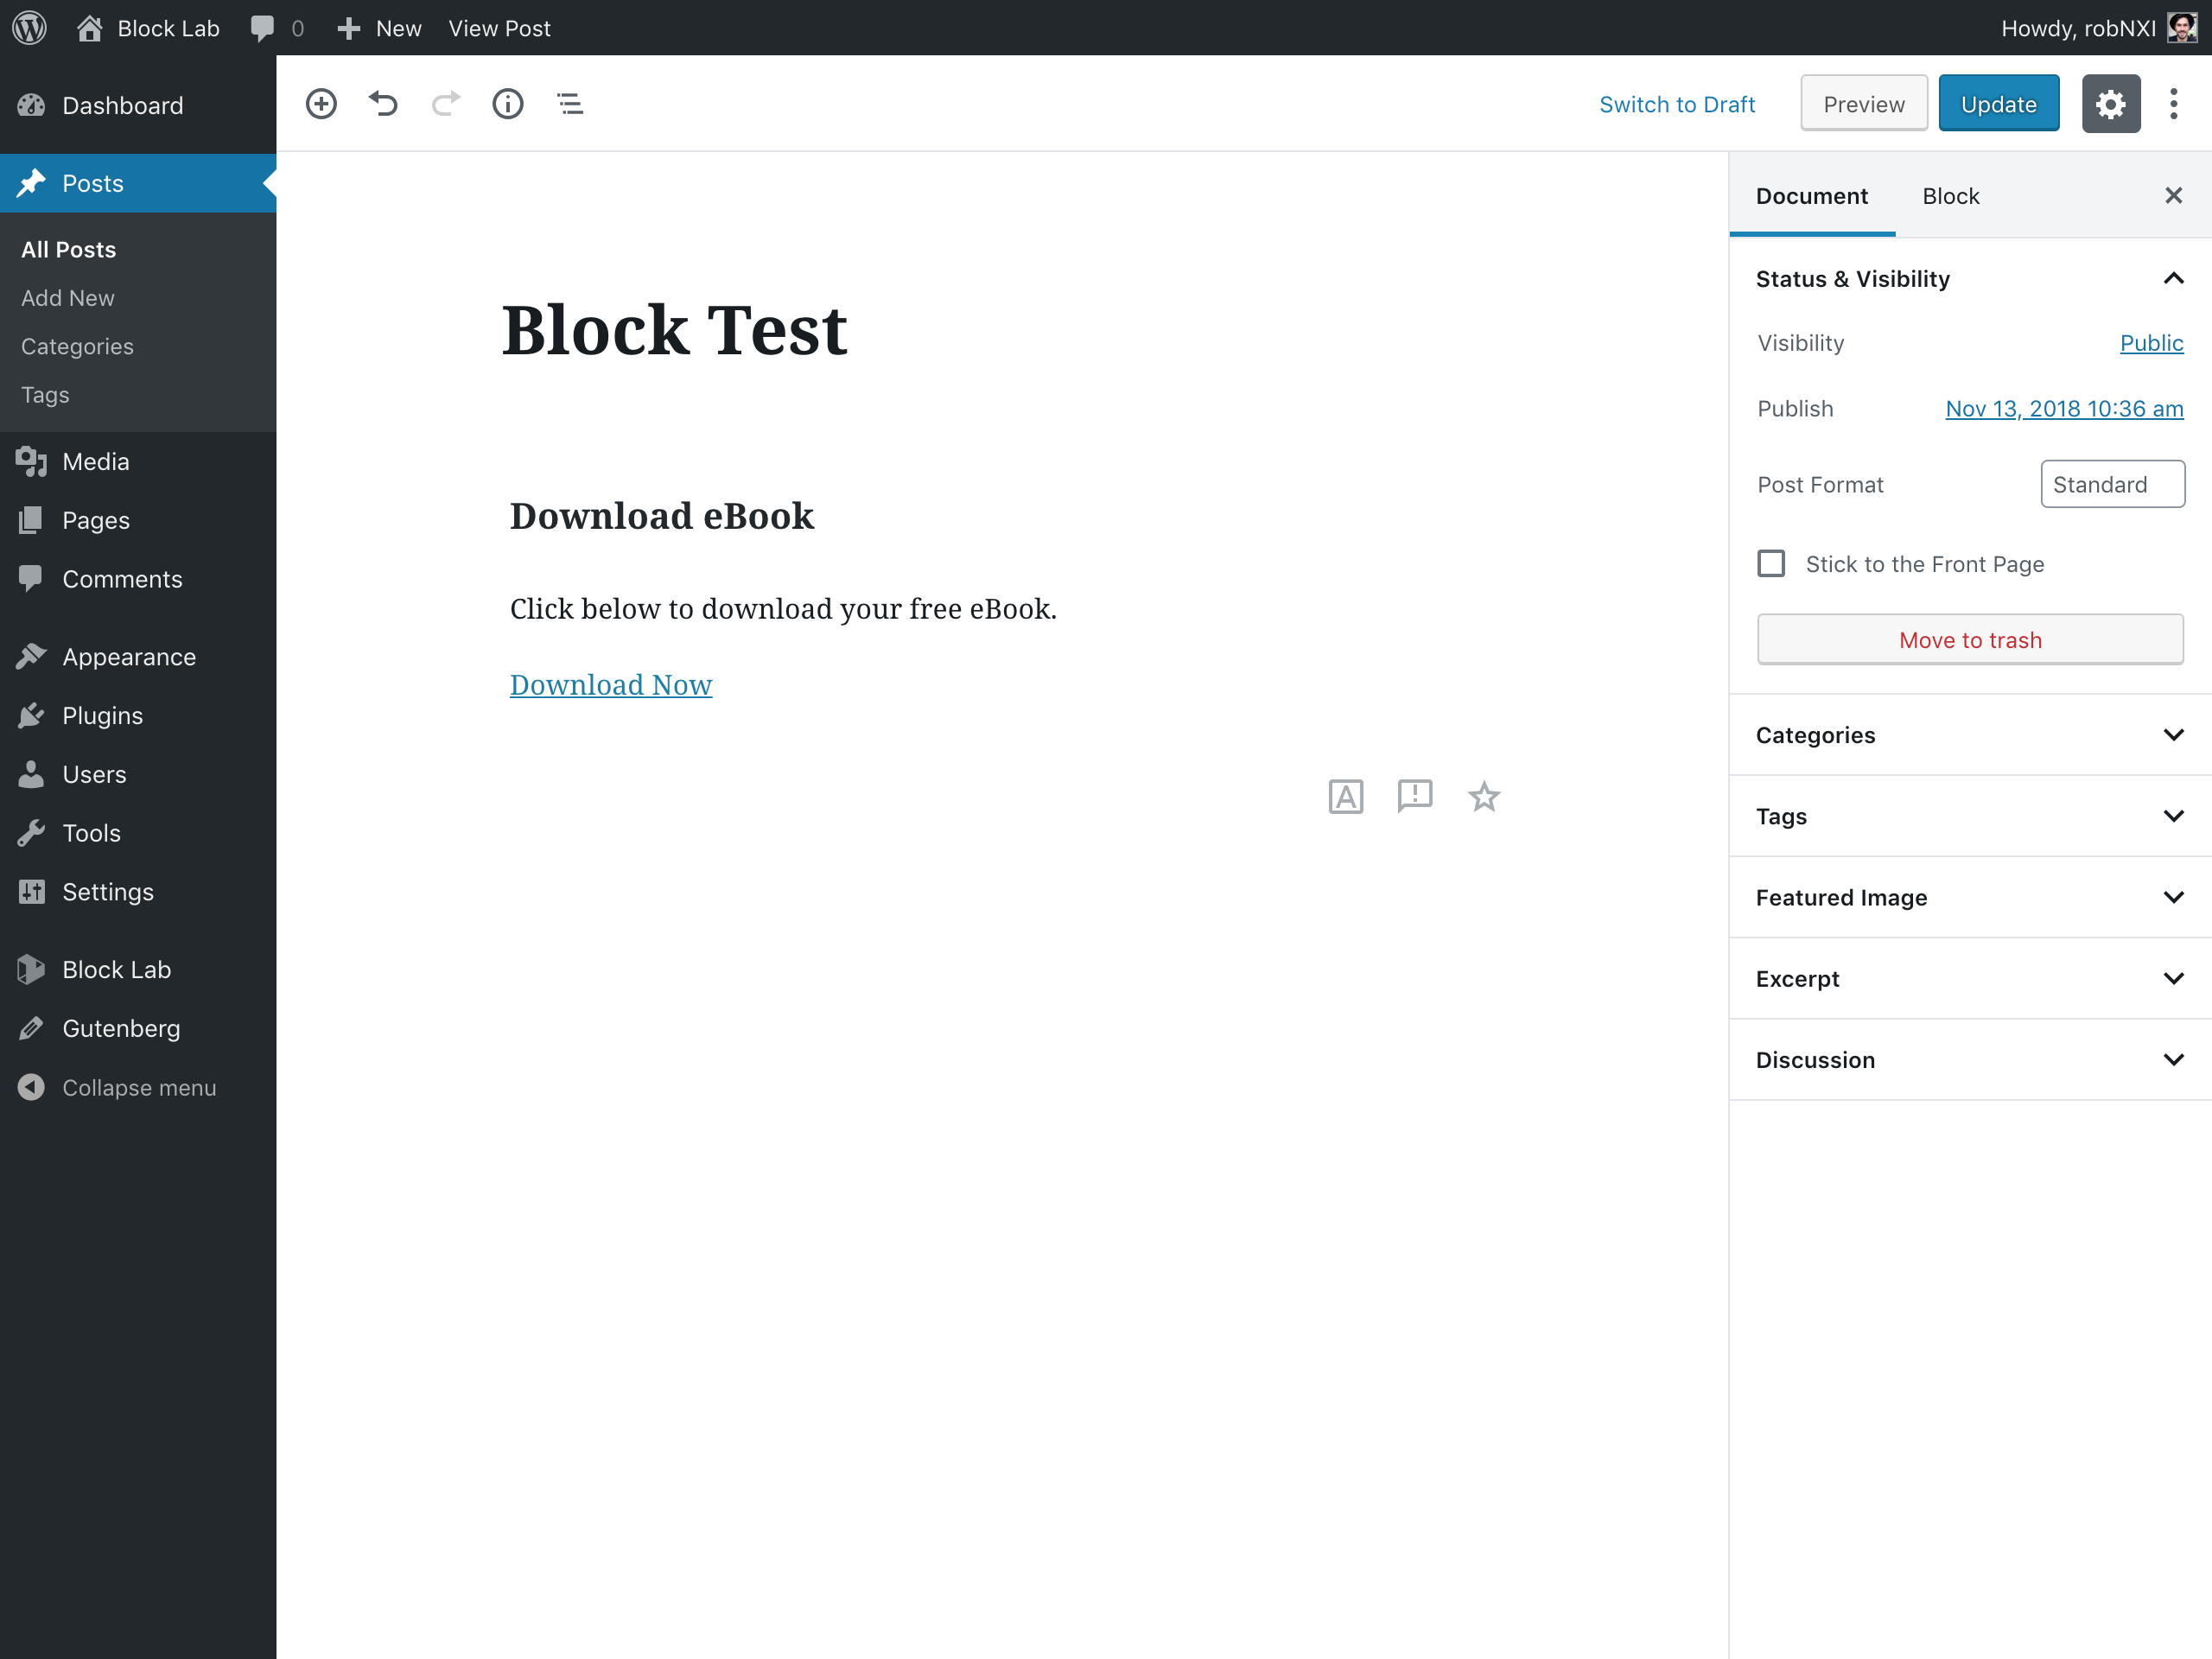 Block Lab 0 New View Post Howdy, robNXI
Dashboard
Posts
All Posts
Add New
Categories
Tags
Media
Pages
Comments
Appearance
Plugins
Users
Tools
Settings
Block Lab
Gutenberg
Collapse menu
Switch to Draft Preview Update
Block Test
Download eBook
Click below to download your free eBook.
Download Now
A
Document Block
Status & Visibility
Visibility Public
Publish Nov 13, 2018 10:36 am
Post Format Standard
Stick to the Front Page
Move to trash
Categories
Tags
Featured Image
Excerpt
Discussion